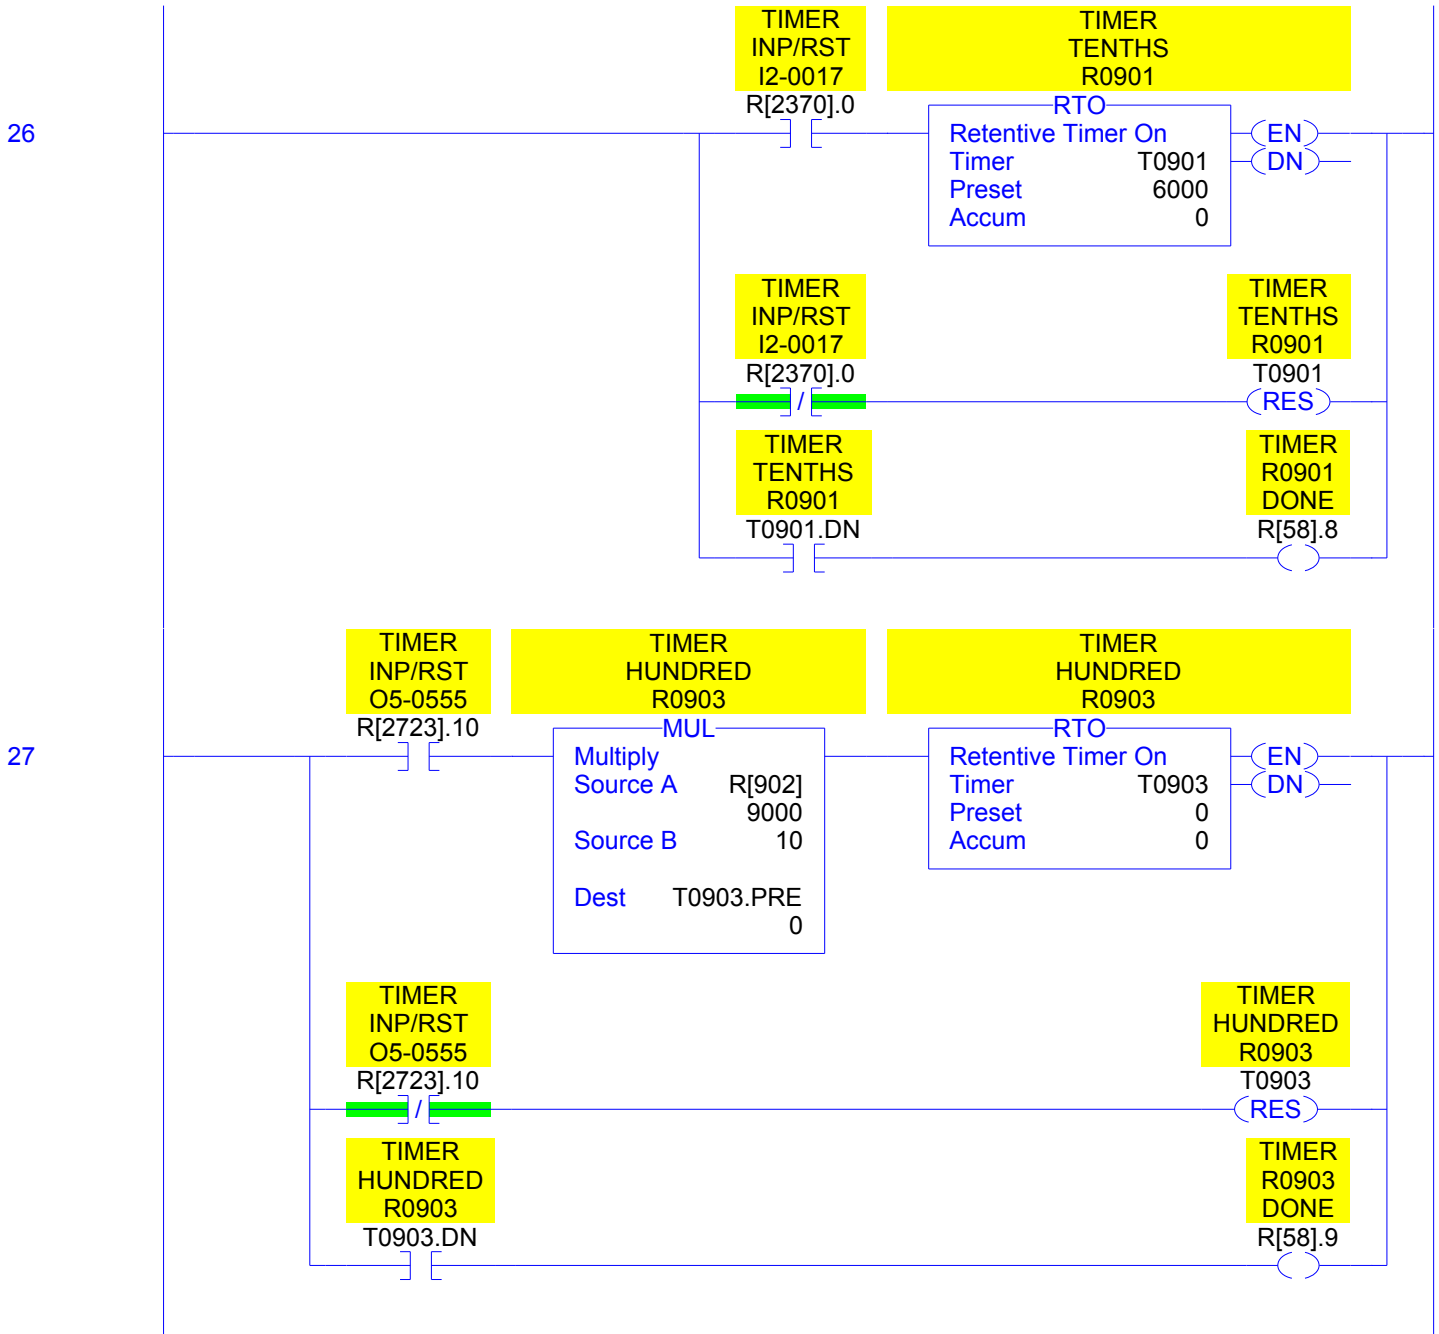 TIMER
INP/RST
I2-0017
R[2370].0
TIMER
TENTHS
R0901
26
RTO
Retentive Timer On
Timer T0901
Preset 6000
Accum 0
EN
DN
TIMER
INP/RST
I2-0017
R[2370].0
/
TIMER
TENTHS
R0901
T0901
RES
TIMER
TENTHS
R0901
T0901.DN
TIMER
R0901
DONE
R[58].8
27
TIMER
INP/RST
O5-0555
R[2723].10
TIMER
HUNDRED
R0903
MUL
Multiply
Source A R[902]
9000
Source B 10
Dest T0903.PRE
0
TIMER
HUNDRED
R0903
RTO
Retentive Timer On
Timer T0903
Preset 0
Accum 0
EN
DN
TIMER
INP/RST
O5-0555
R[2723].10
/
TIMER
HUNDRED
R0903
T0903
RES
TIMER
HUNDRED
R0903
T0903.DN
TIMER
R0903
DONE
R[58].9